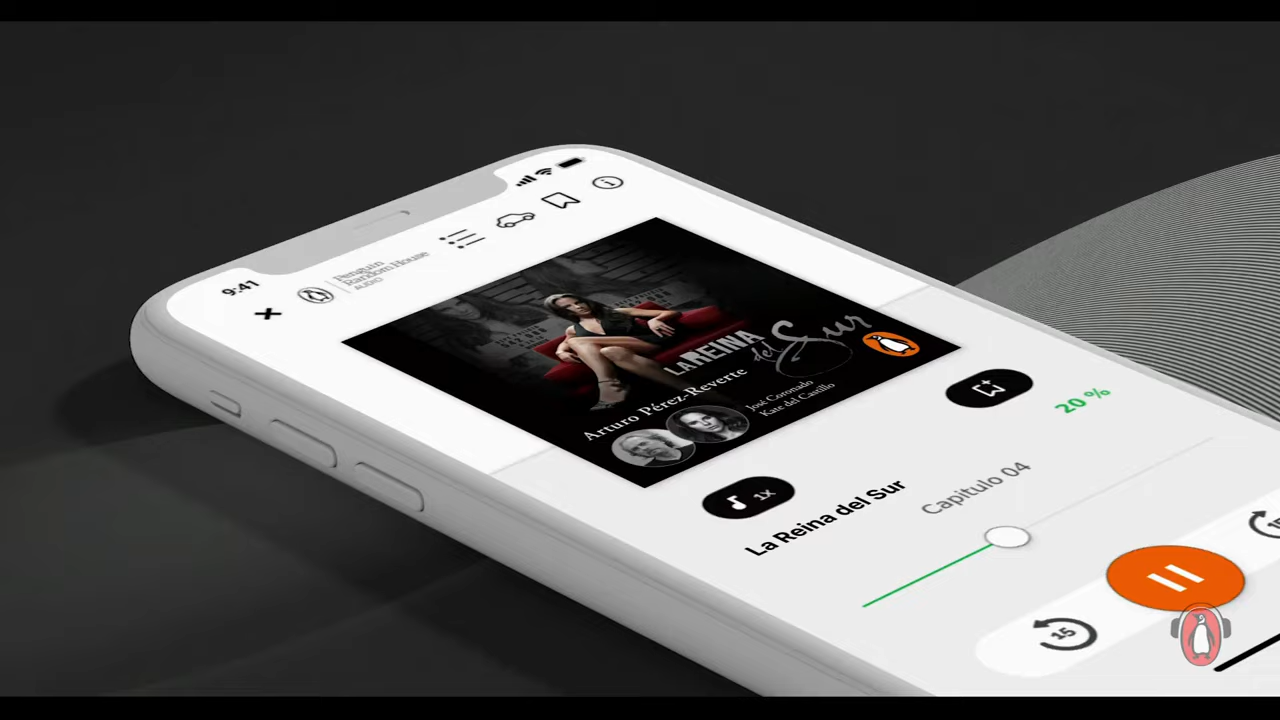 9:41
Penguin
Random House
AUDIO
LA REINA
del Sur
Arturo Pérez-Reverte
José Coronado
Kate del Castillo
20 %
1X
La Reina del Sur
Capitulo 04
15